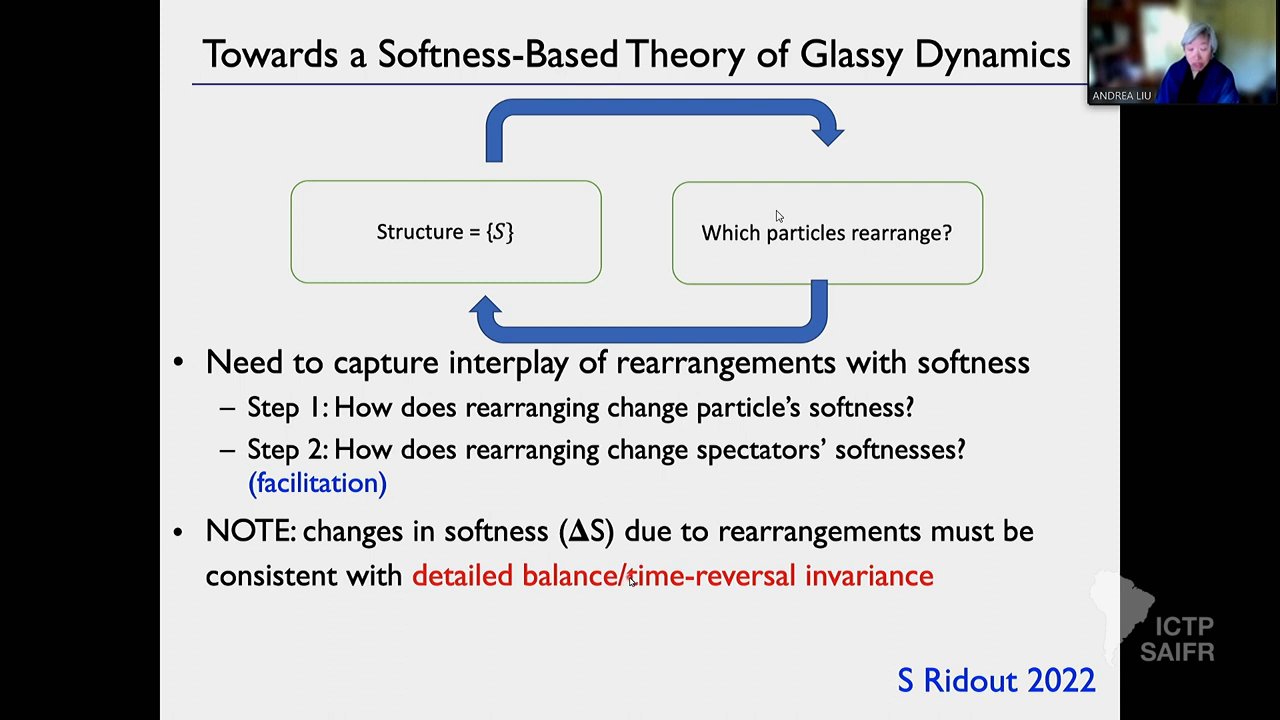 Towards a Softness-Based Theory of Glassy Dynamics
ANDREA LIU
Structure = {S}
Which particles rearrange?
• Need to capture interplay of rearrangements with softness
– Step 1: How does rearranging change particle’s softness?
– Step 2: How does rearranging change spectators’ softnesses?
(facilitation)
• NOTE: changes in softness (ΔS) due to rearrangements must be
consistent with detailed balance/time-reversal invariance
ICTP
SAIFR
S Ridout 2022